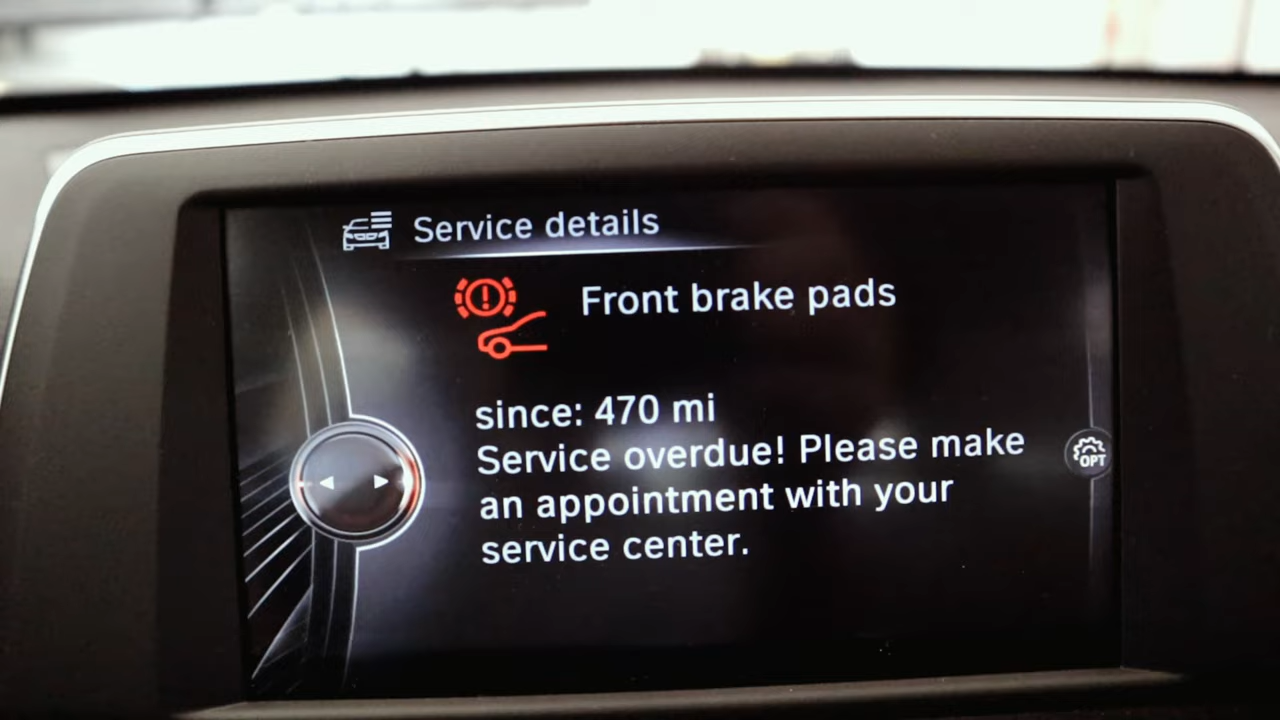 Service details
Front brake pads
since: 470 mi
Service overdue! Please make
an appointment with your
service center.
OPT